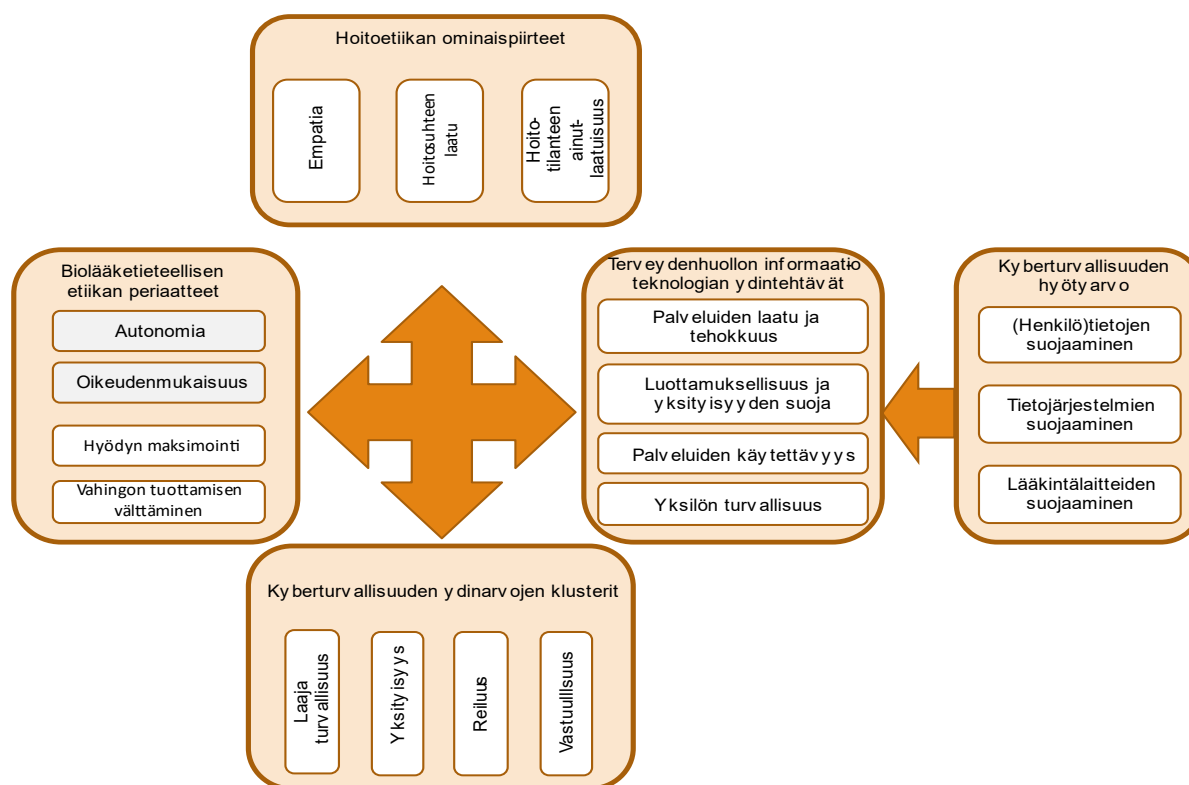 Hoitoetiikan ominaispiirteet
Empatia
Hoitosuhteen
laatu
Hoito-
tilanteen
ainut-
laatuisuus
Biolääketieteellisen
etiikan periaatteet
Autonomia
Oikeudenmukaisuus
Hyödyn maksimointi
Vahingon tuottamisen
välttäminen
Terveydenhuollon informaatio-
teknologian ydintehtävät
Palveluiden laatu ja
tehokkuus
Luottamuksellisuus ja
yksityisyyden suoja
Palveluiden käytettävyys
Yksilön turvallisuus
Kyberturvallisuuden
hyötyarvo
(Henkilö)tietojen
suojaaminen
Tietojärjestelmien
suojaaminen
Lääkintälaitteiden
suojaaminen
Kyberturvallisuuden ydinarvojen klusterit
Laaja
turvallisuus
Yksityisyys
Reiluus
Vastuullisuus